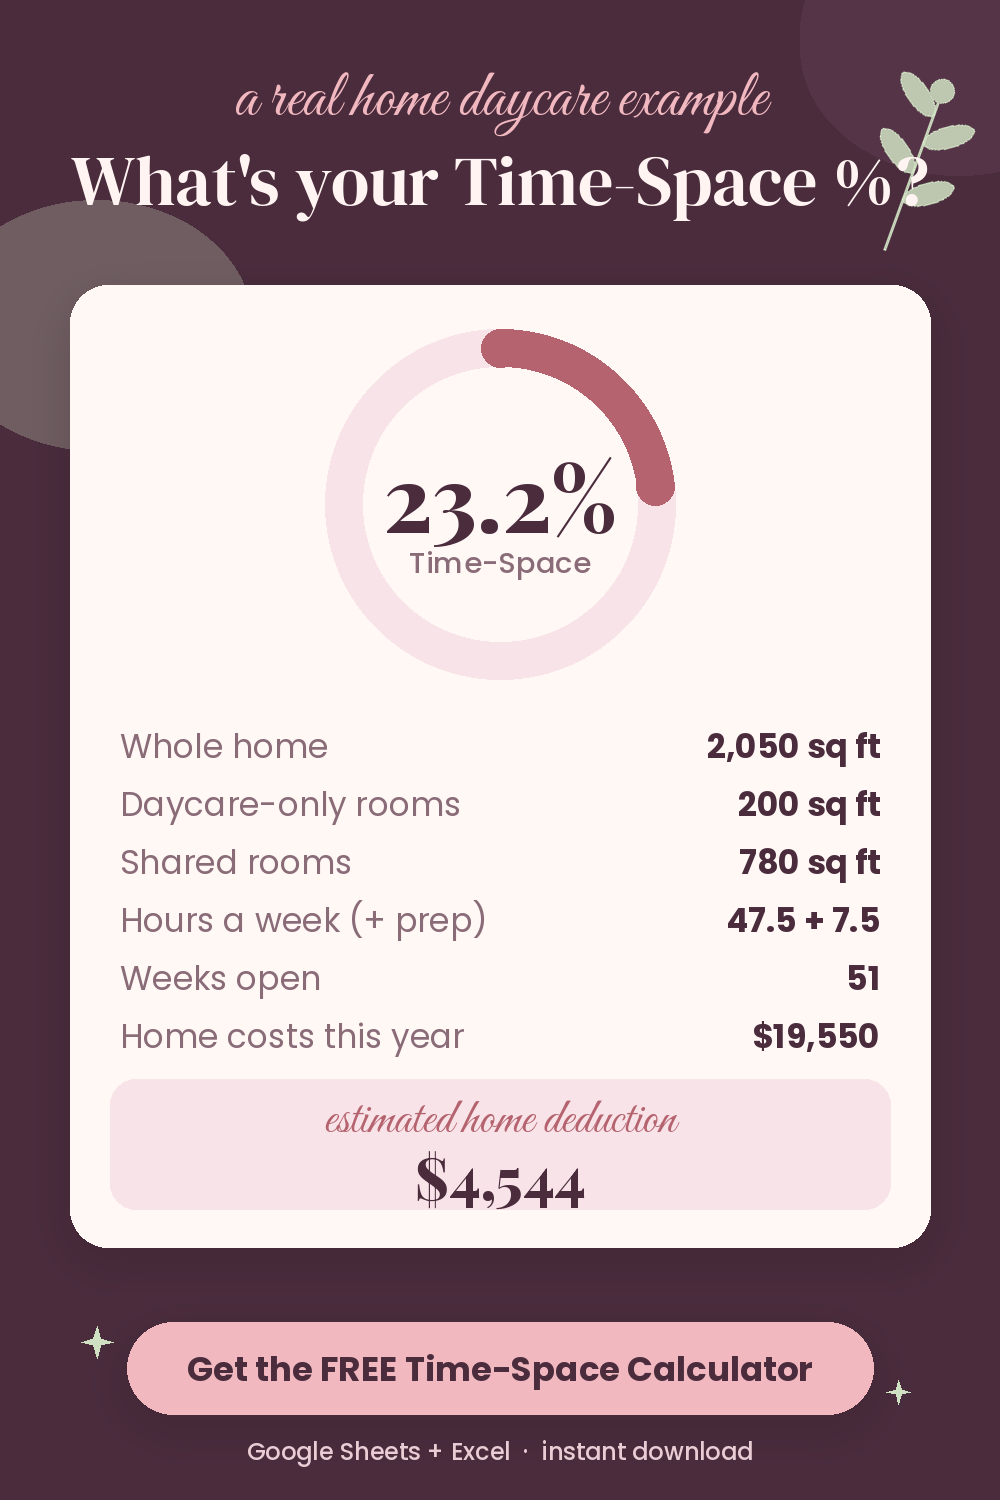 a real home daycare example
What's your Time-Space %?
23.2%
Time-Space
Whole home 2,050 sq ft
Daycare-only rooms 200 sq ft
Shared rooms 780 sq ft
Hours a week (+ prep) 47.5 + 7.5
Weeks open 51
Home costs this year $19,550
estimated home deduction
$4,544
Get the FREE Time-Space Calculator
Google Sheets + Excel · instant download